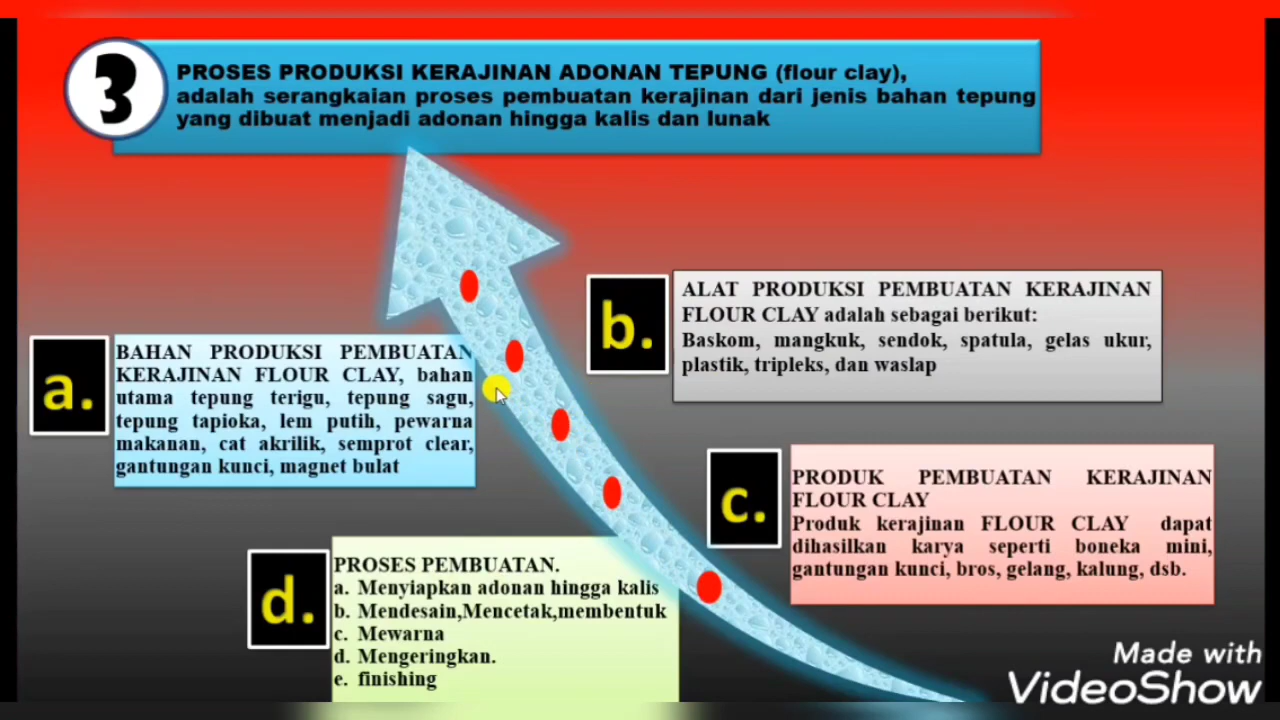 3
PROSES PRODUKSI KERAJINAN ADONAN TEPUNG (flour clay),
adalah serangkaian proses pembuatan kerajinan dari jenis bahan tepung
yang dibuat menjadi adonan hingga kalis dan lunak
a.
BAHAN PRODUKSI PEMBUATAN
KERAJINAN FLOUR CLAY, bahan
utama tepung terigu, tepung sagu,
tepung tapioka, lem putih, pewarna
makanan, cat akrilik, semprot clear,
gantungan kunci, magnet bulat
b.
ALAT PRODUKSI PEMBUATAN KERAJINAN
FLOUR CLAY adalah sebagai berikut:
Baskom, mangkuk, sendok, spatula, gelas ukur,
plastik, tripleks, dan waslap
c.
PRODUK PEMBUATAN KERAJINAN
FLOUR CLAY
Produk kerajinan FLOUR CLAY dapat
dihasilkan karya seperti boneka mini,
gantungan kunci, bros, gelang, kalung, dsb.
d.
PROSES PEMBUATAN.
a. Menyiapkan adonan hingga kalis
b. Mendesain,Mencetak,membentuk
c. Mewarna
d. Mengeringkan.
e. finishing
Made with
VideoShow